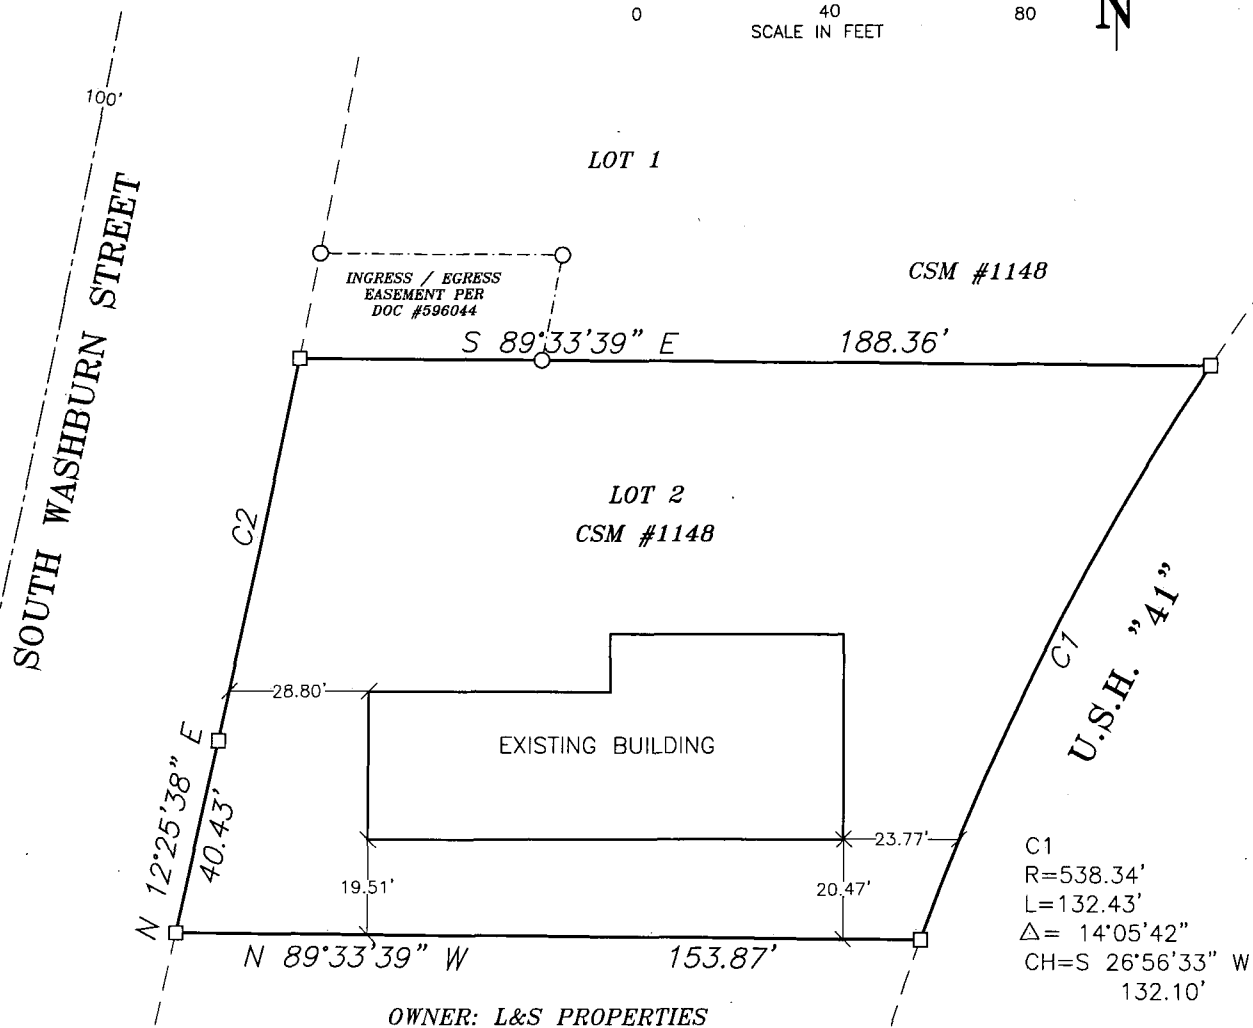 0 40 80
SCALE IN FEET
N
100'
LOT 1
CSM #1148
INGRESS / EGRESS
EASEMENT PER
DOC #596044
S 89°33'39" E 188.36'
SOUTH WASHBURN STREET
C2
LOT 2
CSM #1148
C1
U.S.H. "41"
28.80'
EXISTING BUILDING
N 12°25'38" E
40.43'
23.77'
19.51'
20.47'
C1
R=538.34'
L=132.43'
△= 14°05'42"
CH=S 26°56'33" W
132.10'
N 89°33'39" W 153.87'
OWNER: L&S PROPERTIES